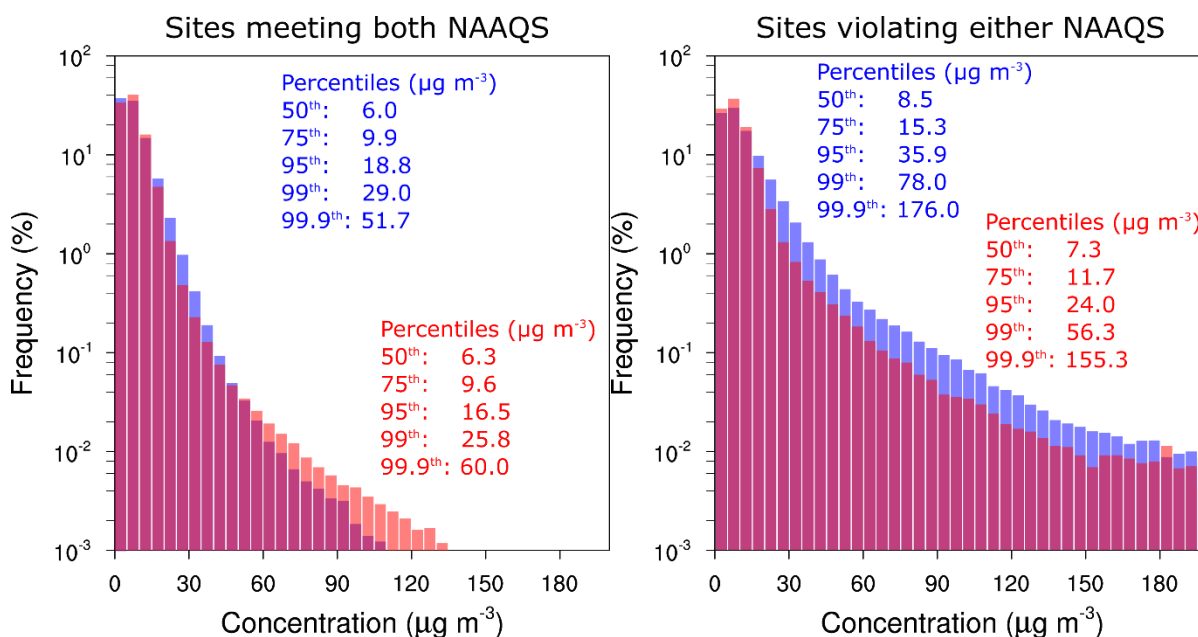 Sites meeting both NAAQS
Frequency (%)
10²
10¹
10⁰
10⁻¹
10⁻²
10⁻³
Percentiles (µg m⁻³)
50ᵗʰ: 6.0
75ᵗʰ: 9.9
95ᵗʰ: 18.8
99ᵗʰ: 29.0
99.9ᵗʰ: 51.7
Percentiles (µg m⁻³)
50ᵗʰ: 6.3
75ᵗʰ: 9.6
95ᵗʰ: 16.5
99ᵗʰ: 25.8
99.9ᵗʰ: 60.0
0 30 60 90 120 150 180
Concentration (µg m⁻³)
Sites violating either NAAQS
Frequency (%)
10²
10¹
10⁰
10⁻¹
10⁻²
10⁻³
Percentiles (µg m⁻³)
50ᵗʰ: 8.5
75ᵗʰ: 15.3
95ᵗʰ: 35.9
99ᵗʰ: 78.0
99.9ᵗʰ: 176.0
Percentiles (µg m⁻³)
50ᵗʰ: 7.3
75ᵗʰ: 11.7
95ᵗʰ: 24.0
99ᵗʰ: 56.3
99.9ᵗʰ: 155.3
0 30 60 90 120 150 180
Concentration (µg m⁻³)